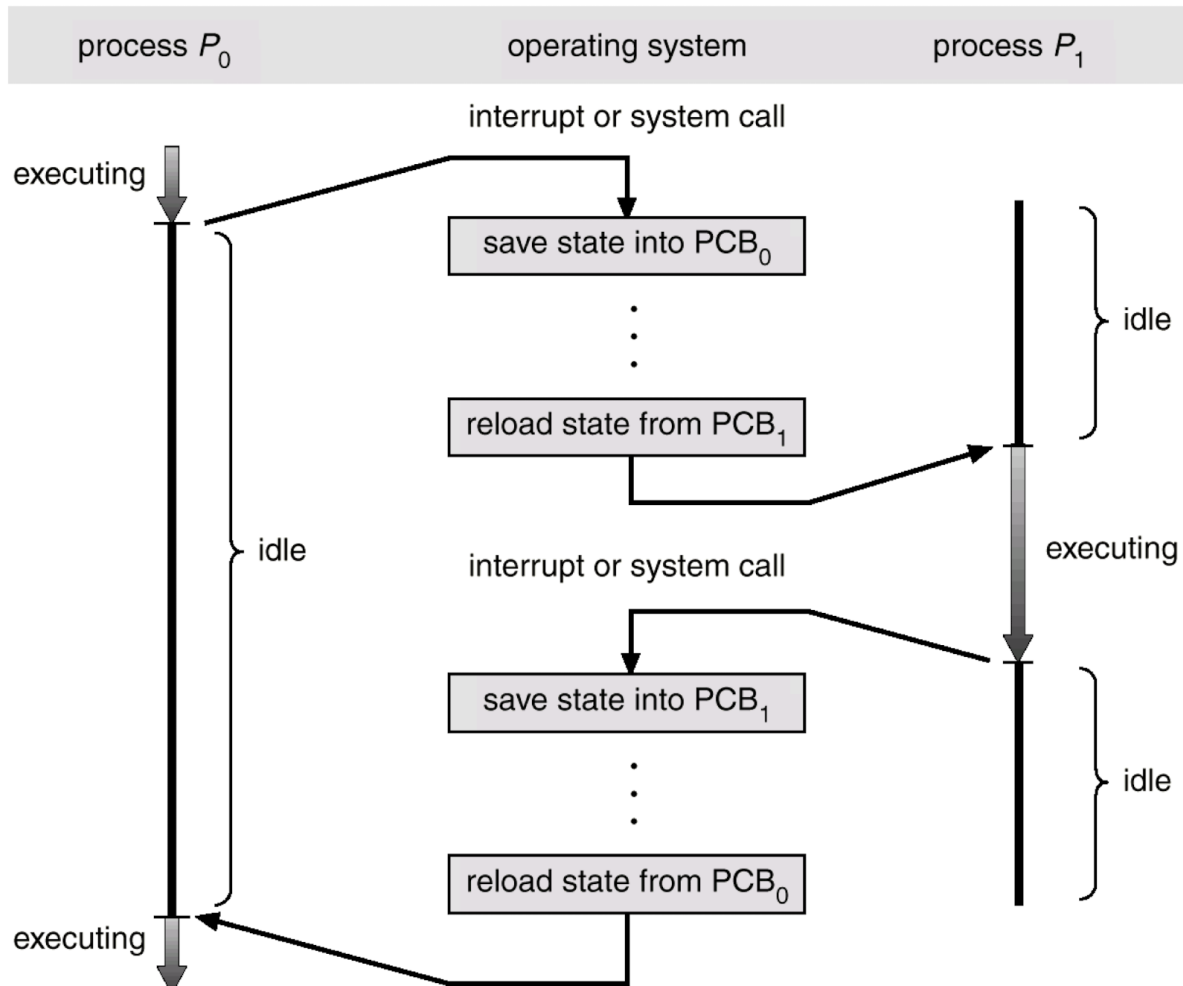 process P₀
operating system
process P₁
interrupt or system call
executing
save state into PCB₀
idle
reload state from PCB₁
idle
executing
interrupt or system call
save state into PCB₁
idle
reload state from PCB₀
executing